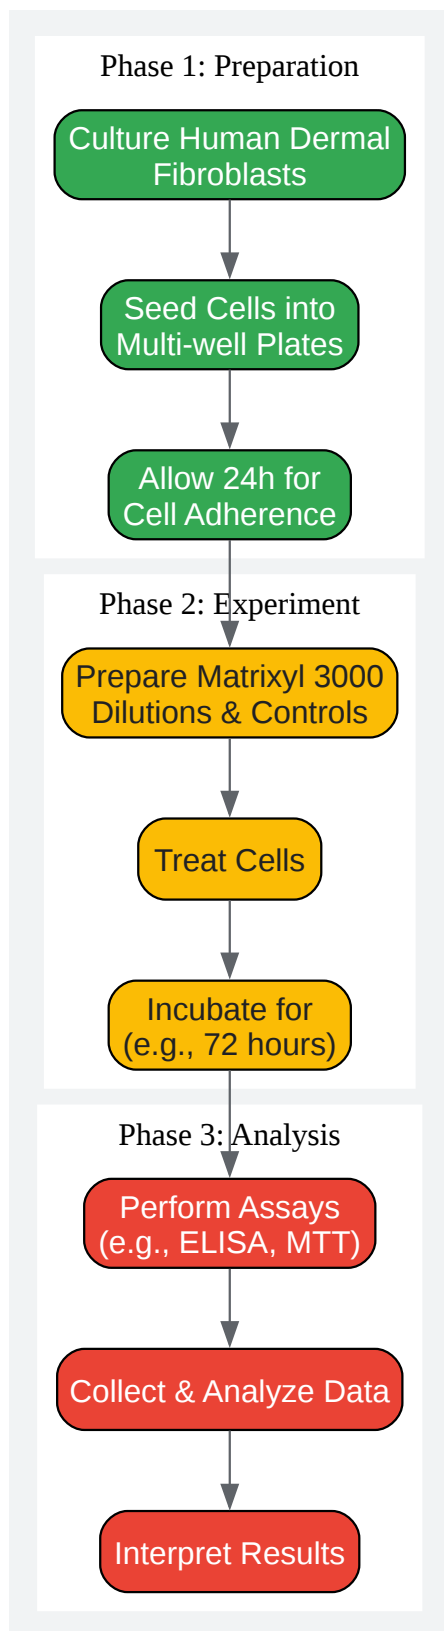 Phase 1: Preparation
Culture Human Dermal
Fibroblasts
Seed Cells into
Multi-well Plates
Allow 24h for
Cell Adherence
Phase 2: Experiment
Prepare Matrixyl 3000
Dilutions & Controls
Treat Cells
Incubate for
(e.g., 72 hours)
Phase 3: Analysis
Perform Assays
(e.g., ELISA, MTT)
Collect & Analyze Data
Interpret Results